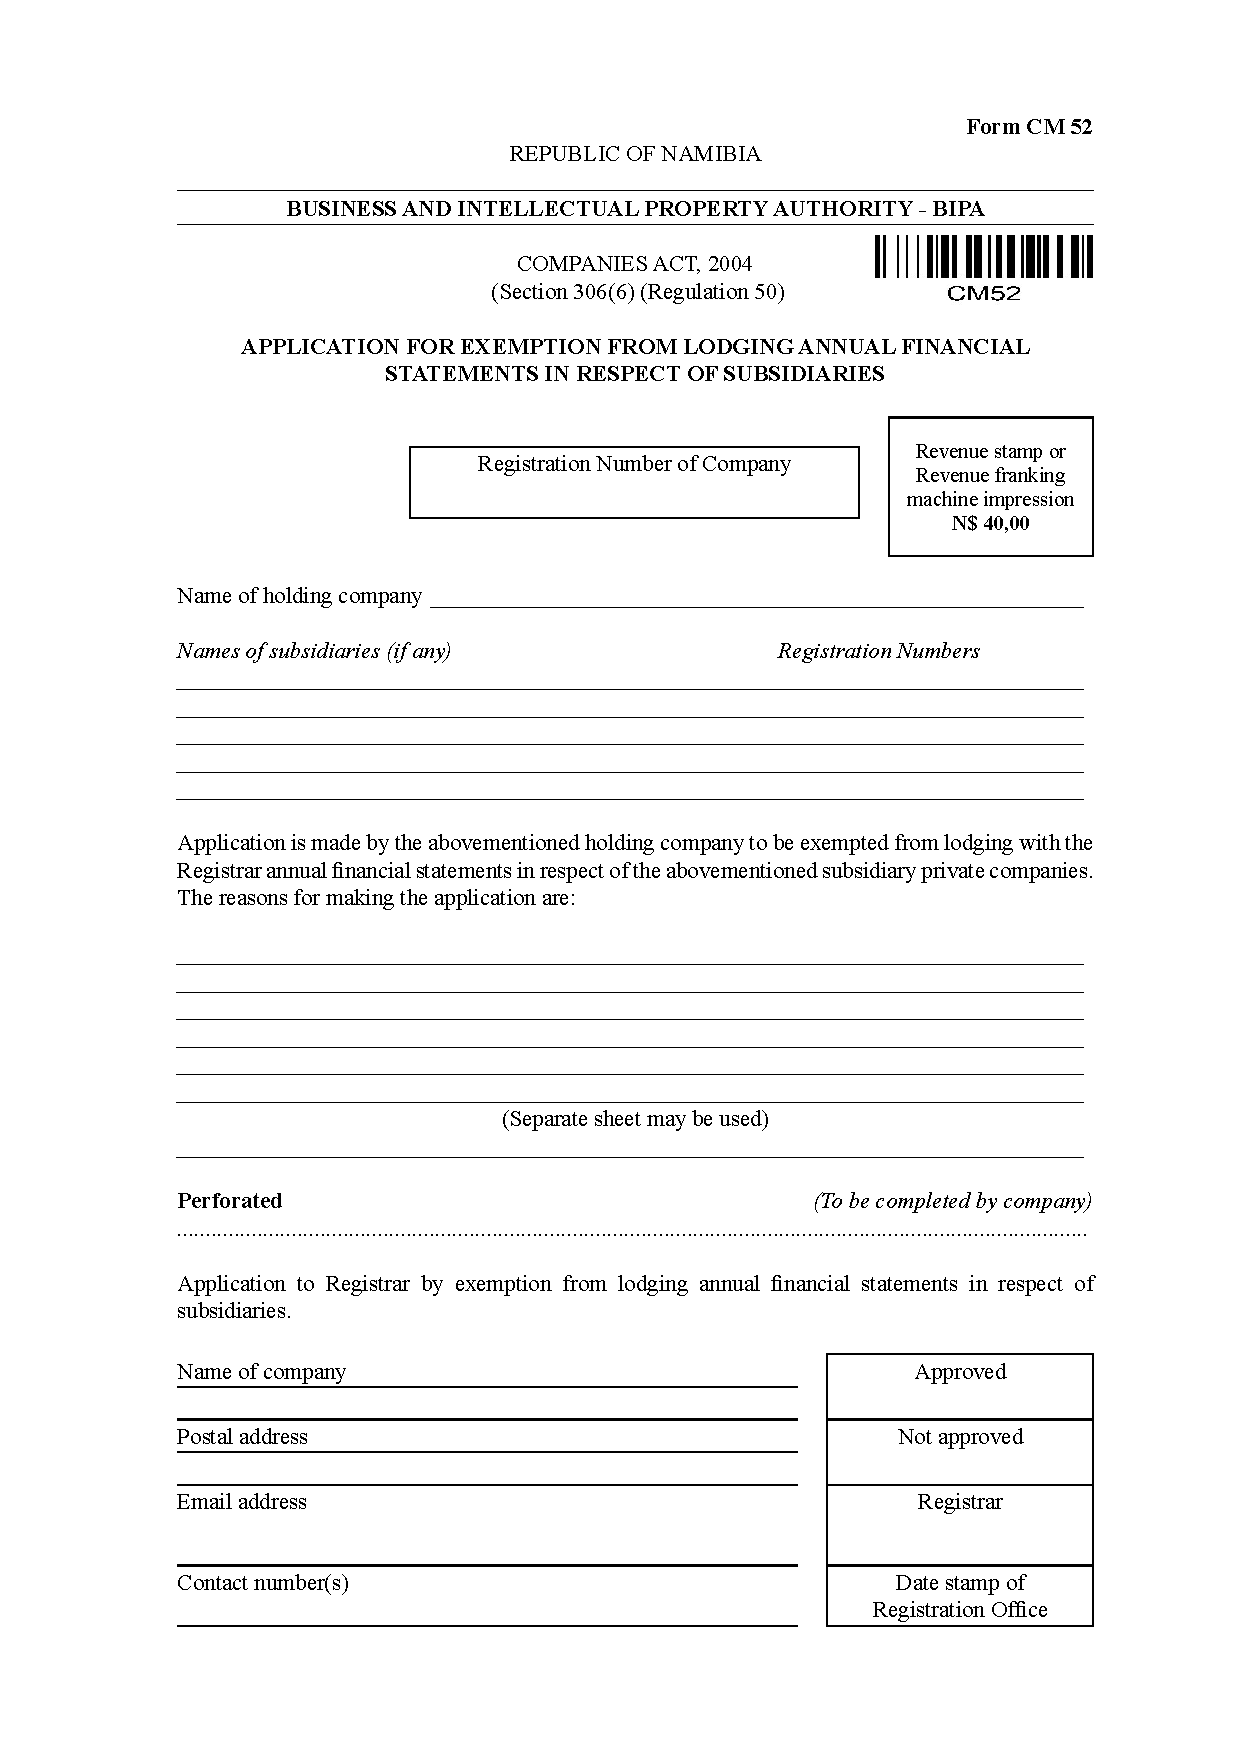 Form CM 52
REPUBLIC OF NAMIBIA
BUSINESS AND INTELLECTUAL PROPERTY AUTHORITY - BIPA
COMPANIES ACT, 2004
(Section 306(6) (Regulation 50)
CM52
APPLICATION FOR EXEMPTION FROM LODGING ANNUAL FINANCIAL
STATEMENTS IN RESPECT OF SUBSIDIARIES
Registration Number of Company
Revenue stamp or
Revenue franking
machine impression
N$ 40,00
Name of holding company
Names of subsidiaries (if any) Registration Numbers
Application is made by the abovementioned holding company to be exempted from lodging with the
Registrar annual financial statements in respect of the abovementioned subsidiary private companies.
The reasons for making the application are:
(Separate sheet may be used)
Perforated (To be completed by company)
Application to Registrar by exemption from lodging annual financial statements in respect of
subsidiaries.
Name of company
Postal address
Email address
Contact number(s)
Approved
Not approved
Registrar
Date stamp of
Registration Office